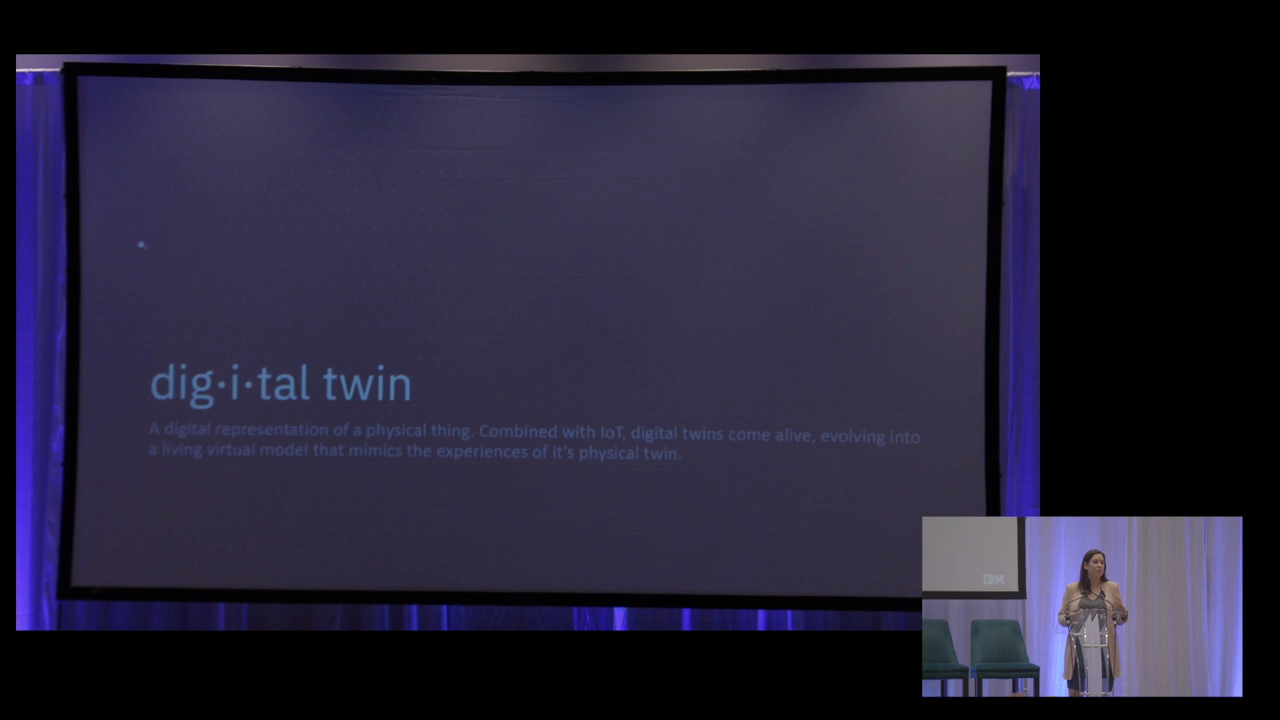 dig·i·tal twin
A digital representation of a physical thing. Combined with IoT, digital twins come alive, evolving into
a living virtual model that mimics the experiences of it's physical twin.
IBM